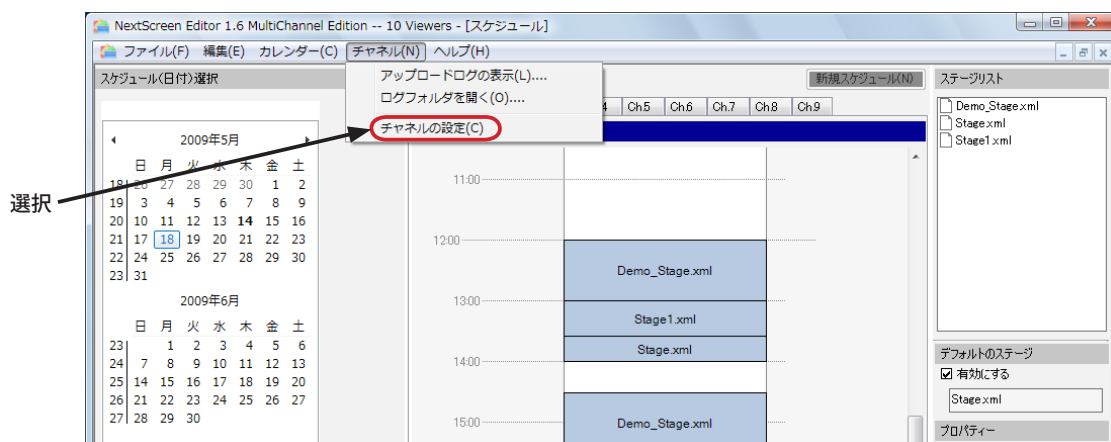 NextScreen Editor 1.6 MultiChannel Edition -- 10 Viewers - [スケジュール]
ファイル(F) 編集(E) カレンダー(C) チャネル(N) ヘルプ(H)
スケジュール(日付)選択
アップロードログの表示(L)....
ログフォルダを開く(O)....
チャネルの設定(C)
新規スケジュール(N)
4 Ch.5 Ch.6 Ch.7 Ch.8 Ch.9
選択
2009年5月
日 月 火 水 木 金 土
18 26 27 28 29 30 1 2
19 3 4 5 6 7 8 9
20 10 11 12 13 14 15 16
21 17 18 19 20 21 22 23
22 24 25 26 27 28 29 30
23 31
2009年6月
日 月 火 水 木 金 土
23 1 2 3 4 5 6
24 7 8 9 10 11 12 13
25 14 15 16 17 18 19 20
26 21 22 23 24 25 26 27
27 28 29 30
11:00
12:00
Demo_Stage.xml
13:00
Stage1.xml
Stage.xml
14:00
15:00
Demo_Stage.xml
ステージリスト
Demo_Stage.xml
Stage.xml
Stage1.xml
デフォルトのステージ
有効にする
Stage.xml
プロパティー